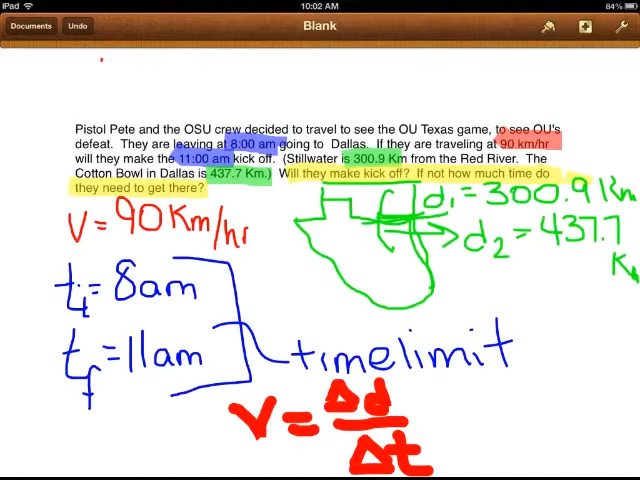 iPad 10:02 AM 84%
Documents Undo Blank
Pistol Pete and the OSU crew decided to travel to see the OU Texas game, to see OU's
defeat. They are leaving at 8:00 am going to Dallas. If they are traveling at 90 km/hr
will they make the 11:00 am kick off. (Stillwater is 300.9 Km from the Red River. The
Cotton Bowl in Dallas is 437.7 Km.) Will they make kick off? If not how much time do
they need to get there?
d1 = 300.9 Km
V = 90 Km/hr
d2 = 437.7
Km
ti = 8am
tf = 11am
timelimit
V = Δd
Δt